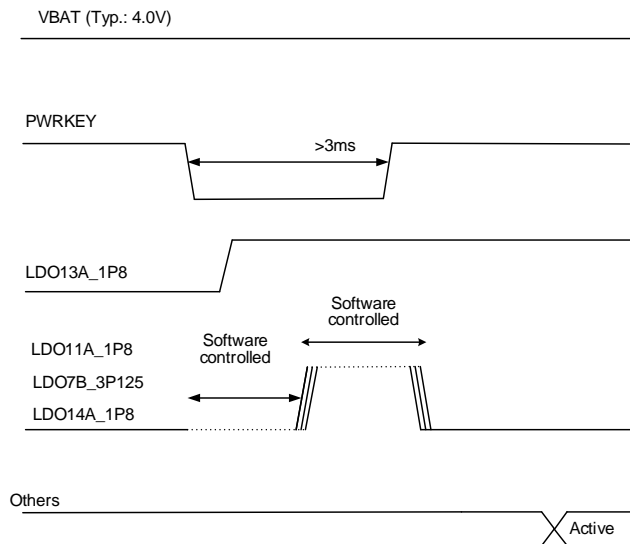 VBAT (Typ.: 4.0V)
PWRKEY
>3ms
LDO13A_1P8
Software
controlled
LDO11A_1P8
Software
controlled
LDO7B_3P125
LDO14A_1P8
Others
Active